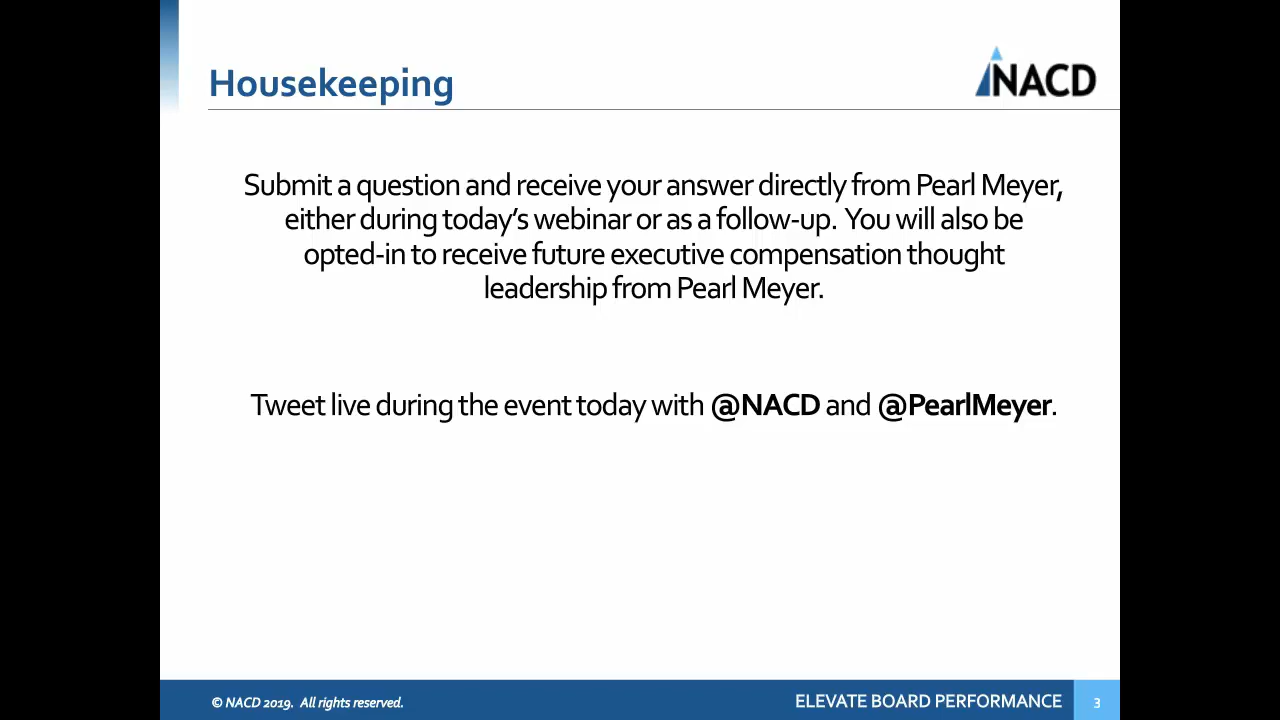 Housekeeping
NACD
Submit a question and receive your answer directly from Pearl Meyer,
either during today’s webinar or as a follow-up.  You will also be
opted-in to receive future executive compensation thought
leadership from Pearl Meyer.
Tweet live during the event today with @NACD and @PearlMeyer.
© NACD 2019.  All rights reserved.
ELEVATE BOARD PERFORMANCE
3